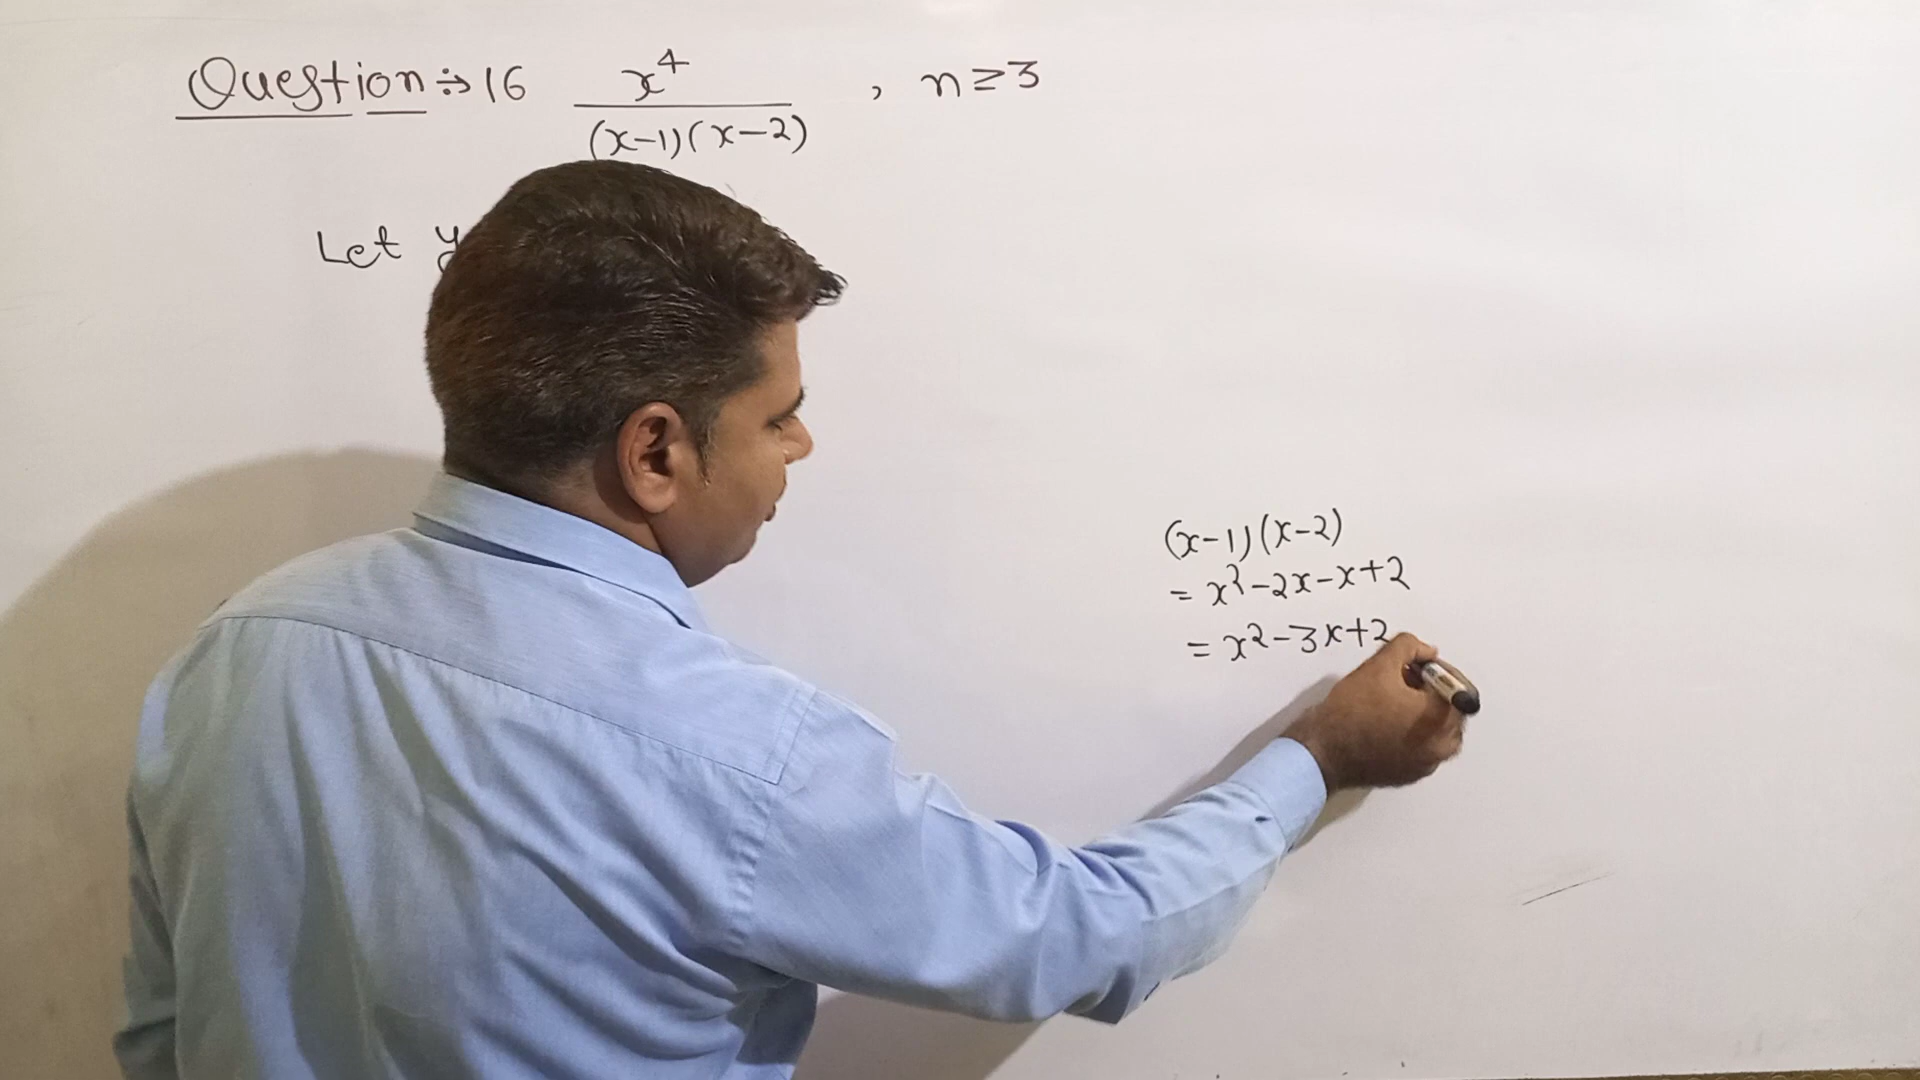 Question :→ 16 x⁴ , n ≥ 3
(x-1)(x-2)
Let y
(x-1)(x-2)
= x²-2x-x+2
= x²-3x+2